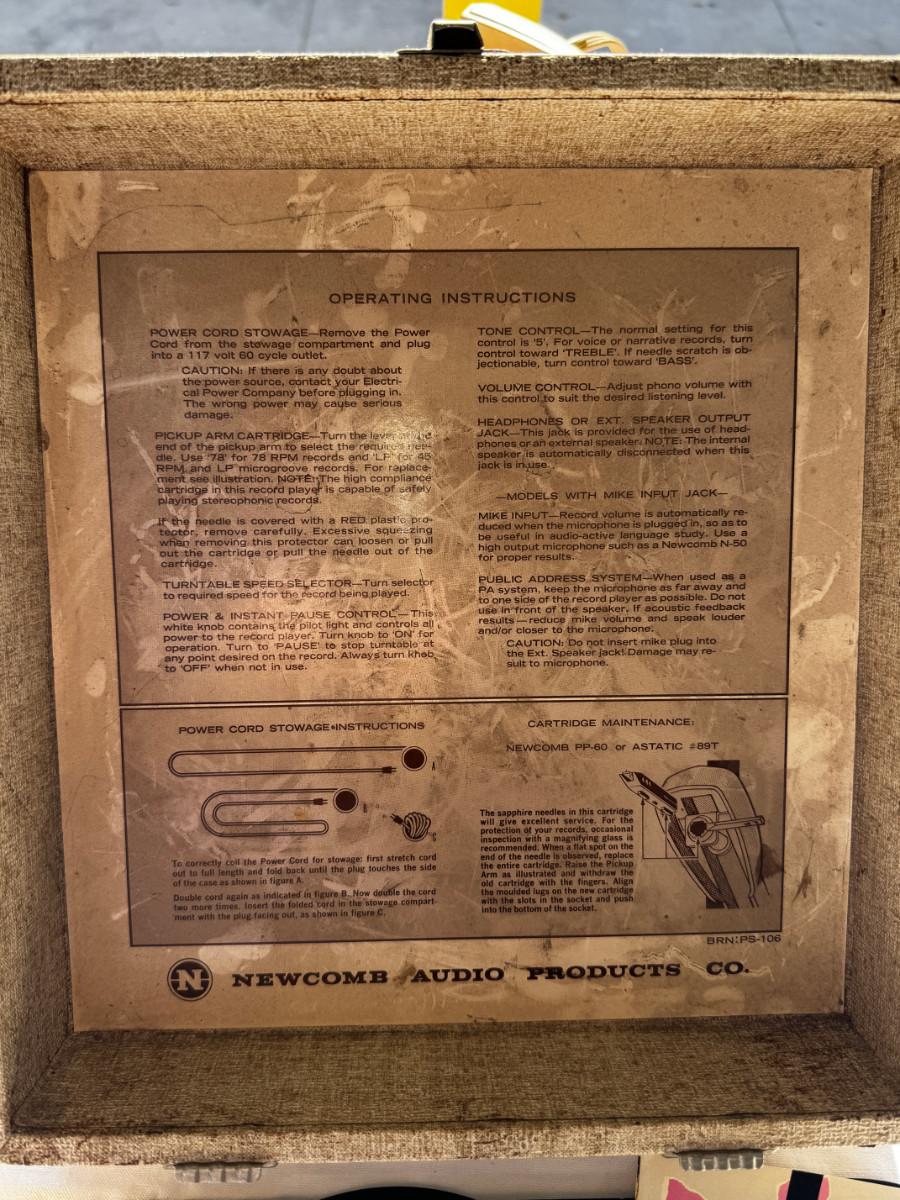 OPERATING INSTRUCTIONS
POWER CORD STOWAGE—Remove the Power
Cord from the stowage compartment and plug
into a 117 volt 60 cycle outlet.
CAUTION: If there is any doubt about
the power source, contact your Electri-
cal Power Company before plugging in.
The wrong power may cause serious
damage.
PICKUP ARM CARTRIDGE—Turn the lever at the
end of the pickup arm to select the required nee-
dle. Use '78' for 78 RPM records and 'LP' for 45
RPM and LP microgroove records. For replace-
ment see illustration. NOTE: The high compliance
cartridge in this record player is capable of safely
playing stereophonic records.
If the needle is covered with a RED plastic pro-
tector, remove carefully. Excessive squeezing
when removing this protector can loosen or pull
out the cartridge or pull the needle out of the
cartridge.
TURNTABLE SPEED SELECTOR—Turn selector
to required speed for the record being played.
POWER & INSTANT PAUSE CONTROL—This
white knob contains the pilot light and controls all
power to the record player. Turn knob to 'ON' for
operation. Turn to 'PAUSE' to stop turntable at
any point desired on the record. Always turn knob
to 'OFF' when not in use.
TONE CONTROL—The normal setting for this
control is '5'. For voice or narrative records, turn
control toward 'TREBLE'. If needle scratch is ob-
jectionable, turn control toward 'BASS'.
VOLUME CONTROL—Adjust phono volume with
this control to suit the desired listening level.
HEADPHONES OR EXT. SPEAKER OUTPUT
JACK—This jack is provided for the use of head-
phones or an external speaker. NOTE: The internal
speaker is automatically disconnected when this
jack is in use.
—MODELS WITH MIKE INPUT JACK—
MIKE INPUT—Record volume is automatically re-
duced when the microphone is plugged in, so as to
be useful in audio-active language study. Use a
high output microphone such as a Newcomb N-50
for proper results.
PUBLIC ADDRESS SYSTEM—When used as a
PA system, keep the microphone as far away and
to one side of the record player as possible. Do not
use in front of the speaker. If acoustic feedback
results—reduce mike volume and speak louder
and/or closer to the microphone.
CAUTION: Do not insert mike plug into
the Ext. Speaker jack! Damage may re-
sult to microphone.
POWER CORD STOWAGE INSTRUCTIONS
A
B
C
To correctly coil the Power Cord for stowage: first stretch cord
out to full length and fold back until the plug touches the side
of the case as shown in figure A.
Double cord again as indicated in figure B. Now double the cord
two more times. Insert the folded cord in the stowage compart-
ment with the plug facing out, as shown in figure C.
CARTRIDGE MAINTENANCE:
NEWCOMB PP-60 or ASTATIC #89T
The sapphire needles in this cartridge
will give excellent service. For the
protection of your records, occasional
inspection with a magnifying glass is
recommended. When a flat spot on the
end of the needle is observed, replace
the entire cartridge. Raise the Pickup
Arm as illustrated and withdraw the
old cartridge with the fingers. Align
the moulded lugs on the new cartridge
with the slots in the socket and push
into the bottom of the socket.
BRN:PS-106
N NEWCOMB AUDIO PRODUCTS CO.